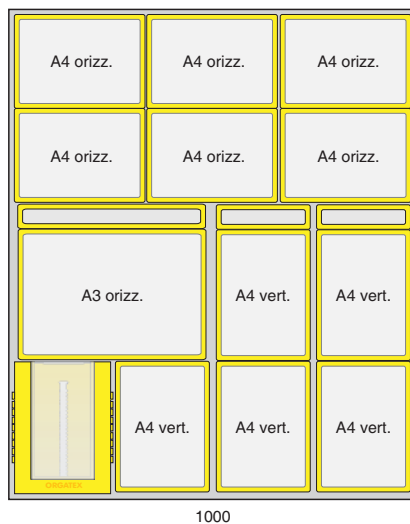 A4 orizz. A4 orizz. A4 orizz.
A4 orizz. A4 orizz. A4 orizz.
A3 orizz. A4 vert. A4 vert.
A4 vert. A4 vert. A4 vert.
ORGATEX
1000